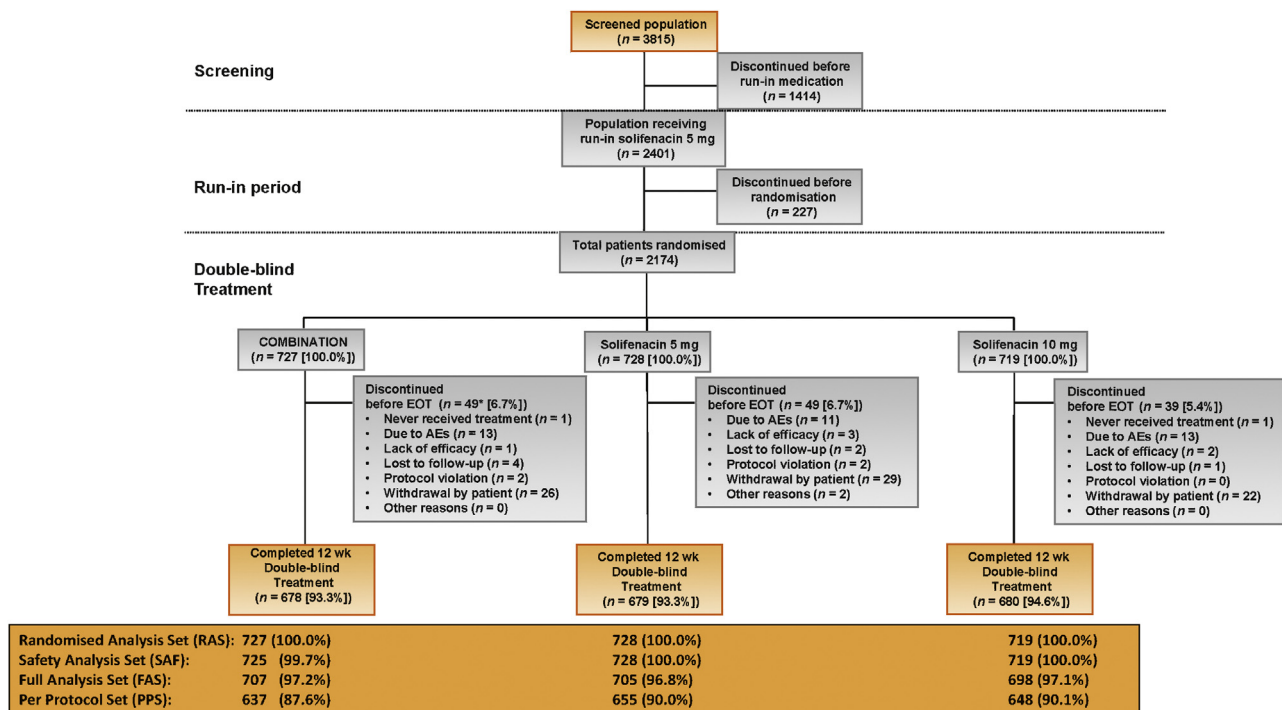 Screened population
(n = 3815)
Screening
Discontinued before
run-in medication
(n = 1414)
Population receiving
run-in solifenacin 5 mg
(n = 2401)
Run-in period
Discontinued before
randomisation
(n = 227)
Total patients randomised
(n = 2174)
Double-blind
Treatment
COMBINATION
(n = 727 [100.0%])
Solifenacin 5 mg
(n = 728 [100.0%])
Solifenacin 10 mg
(n = 719 [100.0%])
Discontinued
before EOT (n = 49* [6.7%])
• Never received treatment (n = 1)
• Due to AEs (n = 13)
• Lack of efficacy (n = 1)
• Lost to follow-up (n = 4)
• Protocol violation (n = 2)
• Withdrawal by patient (n = 26)
• Other reasons (n = 0)
Discontinued
before EOT (n = 49 [6.7%])
• Due to AEs (n = 11)
• Lack of efficacy (n = 3)
• Lost to follow-up (n = 2)
• Protocol violation (n = 2)
• Withdrawal by patient (n = 29)
• Other reasons (n = 2)
Discontinued
before EOT (n = 39 [5.4%])
• Never received treatment (n = 1)
• Due to AEs (n = 13)
• Lack of efficacy (n = 2)
• Lost to follow-up (n = 1)
• Protocol violation (n = 0)
• Withdrawal by patient (n = 22)
• Other reasons (n = 0)
Completed 12 wk
Double-blind
Treatment
(n = 678 [93.3%])
Completed 12 wk
Double-blind
Treatment
(n = 679 [93.3%])
Completed 12 wk
Double-blind
Treatment
(n = 680 [94.6%])
Randomised Analysis Set (RAS): 727 (100.0%) 728 (100.0%) 719 (100.0%)
Safety Analysis Set (SAF): 725 (99.7%) 728 (100.0%) 719 (100.0%)
Full Analysis Set (FAS): 707 (97.2%) 705 (96.8%) 698 (97.1%)
Per Protocol Set (PPS): 637 (87.6%) 655 (90.0%) 648 (90.1%)